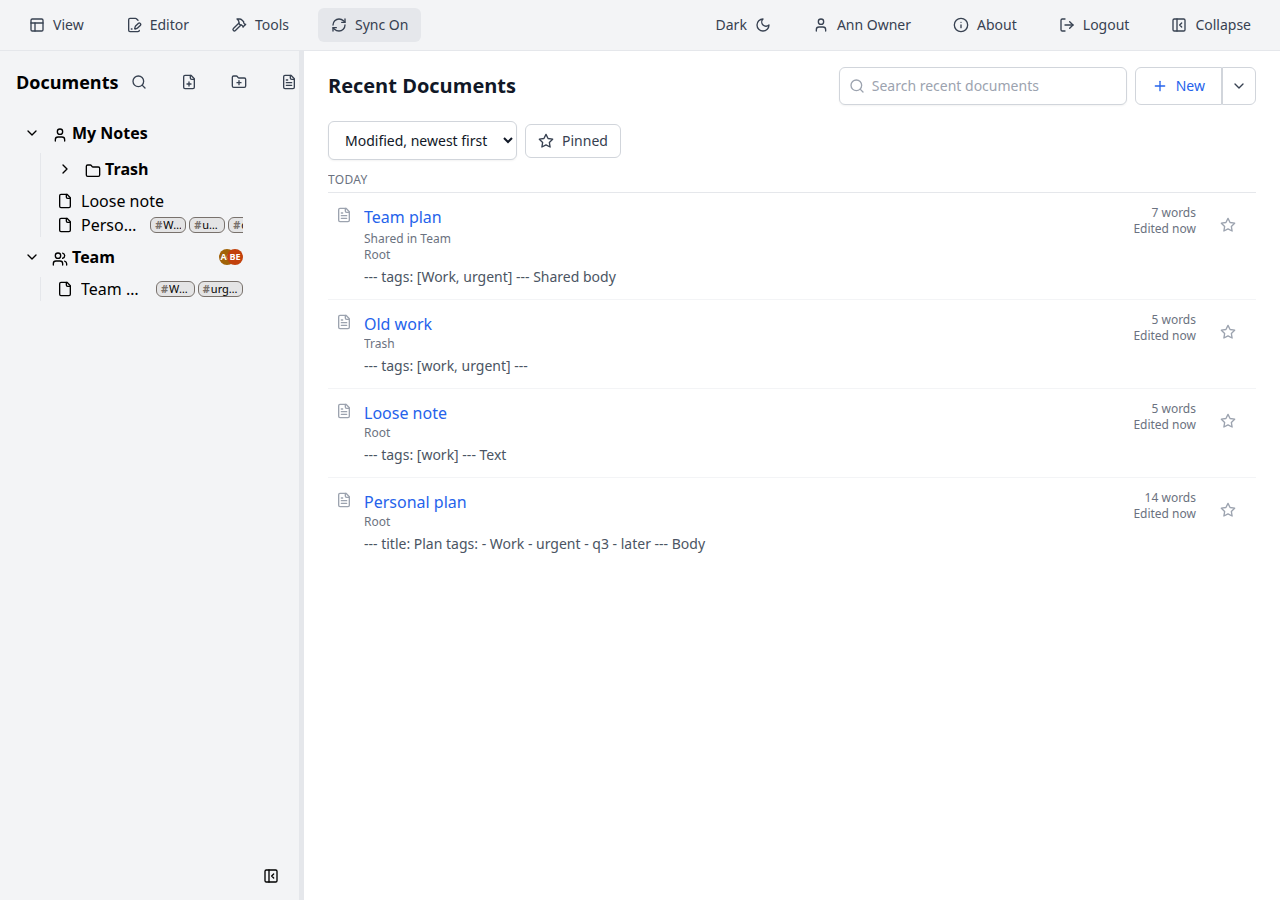 View Editor Tools Sync On Dark Ann Owner About Logout Collapse
Documents
My Notes
Trash
Loose note
Perso... #W... #u...
Team A BE
Team ... #W... #urg...
Recent Documents
Search recent documents
New
Modified, newest first
Pinned
TODAY
Team plan
7 words
Edited now
Shared in Team
Root
--- tags: [Work, urgent] --- Shared body
Old work
5 words
Edited now
Trash
--- tags: [work, urgent] ---
Loose note
5 words
Edited now
Root
--- tags: [work] --- Text
Personal plan
14 words
Edited now
Root
--- title: Plan tags: - Work - urgent - q3 - later --- Body